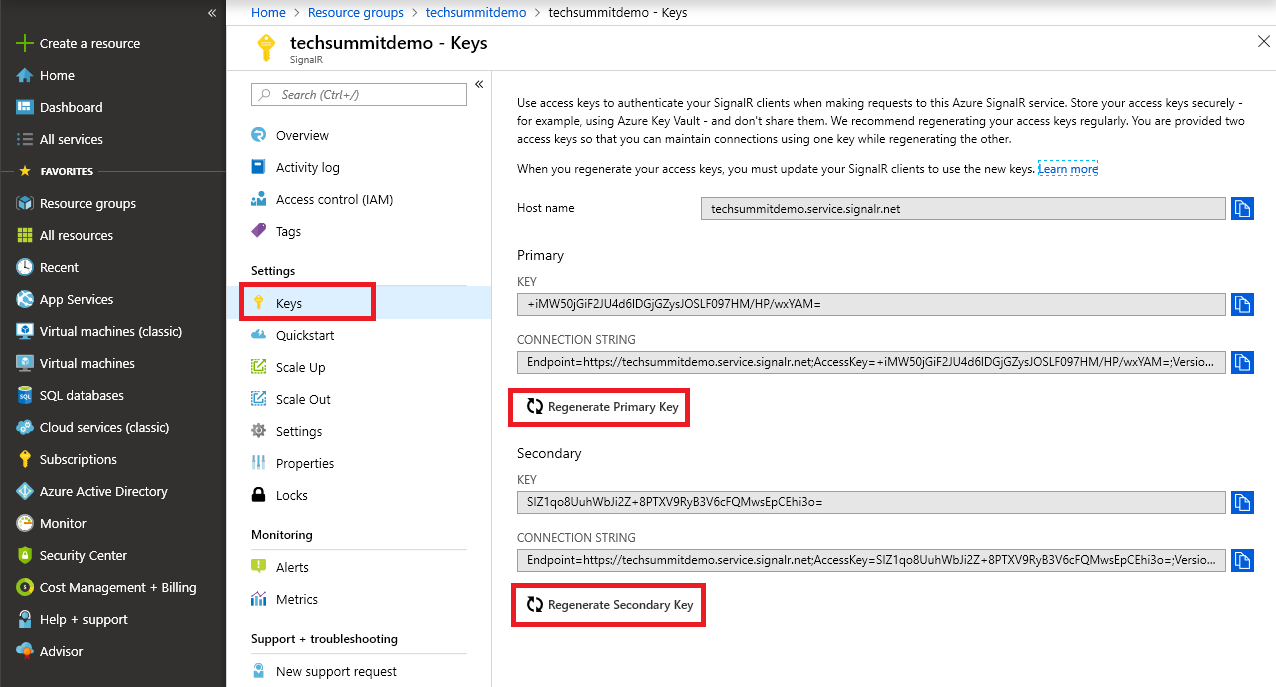 Create a resource
Home
Dashboard
All services
FAVORITES
Resource groups
All resources
Recent
App Services
Virtual machines (classic)
Virtual machines
SQL databases
Cloud services (classic)
Subscriptions
Azure Active Directory
Monitor
Security Center
Cost Management + Billing
Help + support
Advisor
Home > Resource groups > techsummitdemo > techsummitdemo - Keys
techsummitdemo - Keys
SignalR
Search (Ctrl+/)
Overview
Activity log
Access control (IAM)
Tags
Settings
Keys
Quickstart
Scale Up
Scale Out
Settings
Properties
Locks
Monitoring
Alerts
Metrics
Support + troubleshooting
New support request
Use access keys to authenticate your SignalR clients when making requests to this Azure SignalR service. Store your access keys securely -
for example, using Azure Key Vault - and don't share them. We recommend regenerating your access keys regularly. You are provided two
access keys so that you can maintain connections using one key while regenerating the other.
When you regenerate your access keys, you must update your SignalR clients to use the new keys. Learn more
Host name
techsummitdemo.service.signalr.net
Primary
KEY
+iMW50jGiF2JU4d6IDGjGZysJOSLF097HM/HP/wxYAM=
CONNECTION STRING
Endpoint=https://techsummitdemo.service.signalr.net;AccessKey=+iMW50jGiF2JU4d6IDGjGZysJOSLF097HM/HP/wxYAM=;Versio...
Regenerate Primary Key
Secondary
KEY
SIZ1qo8UuhWbJi2Z+8PTXV9RyB3V6cFQMwsEpCEhi3o=
CONNECTION STRING
Endpoint=https://techsummitdemo.service.signalr.net;AccessKey=SIZ1qo8UuhWbJi2Z+8PTXV9RyB3V6cFQMwsEpCEhi3o=;Versio...
Regenerate Secondary Key